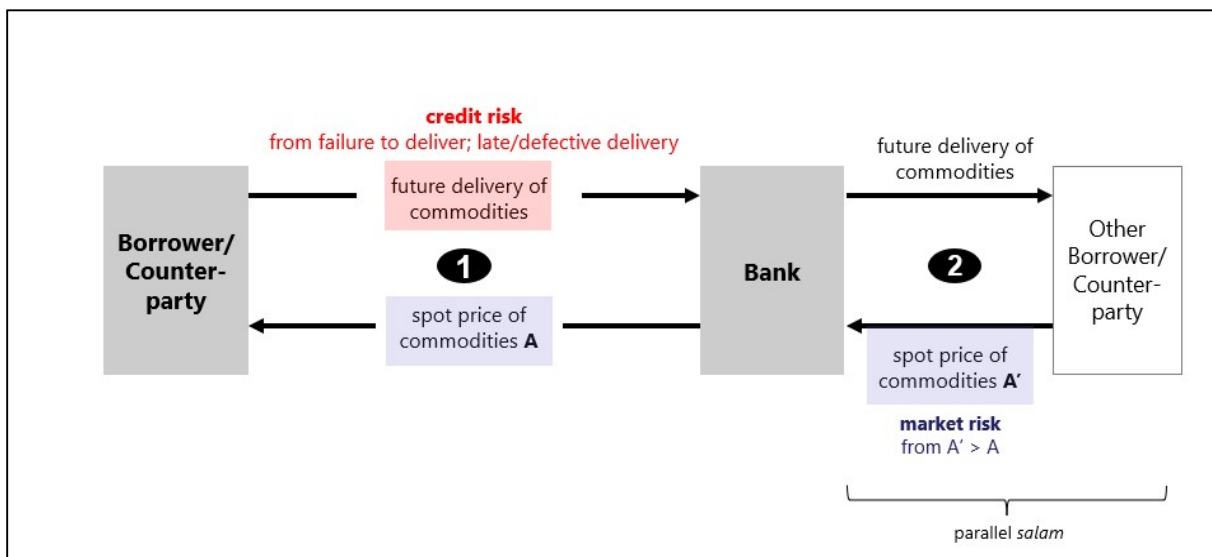 credit risk
from failure to deliver; late/defective delivery
future delivery of
commodities
Borrower/
Counter-
party
1
spot price of
commodities A
Bank
future delivery of
commodities
2
spot price of
commodities A’
market risk
from A’ > A
Other
Borrower/
Counter-
party
parallel salam